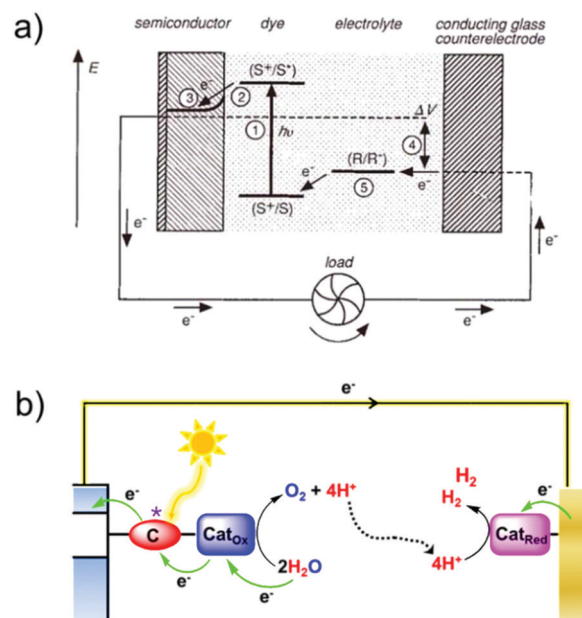 a)
semiconductor dye electrolyte conducting glass
counterelectrode
E
(S⁺/S*)
e⁻
③ ②
ΔV
① hν
④
(R/R⁻)
e⁻ e⁻
⑤
(S⁺/S)
e⁻ e⁻
load
e⁻ e⁻
b)
e⁻
O₂ + 4H⁺ H₂
H₂
e⁻ * e⁻
C Cat_Ox Cat_Red
2H₂O 4H⁺
e⁻ e⁻